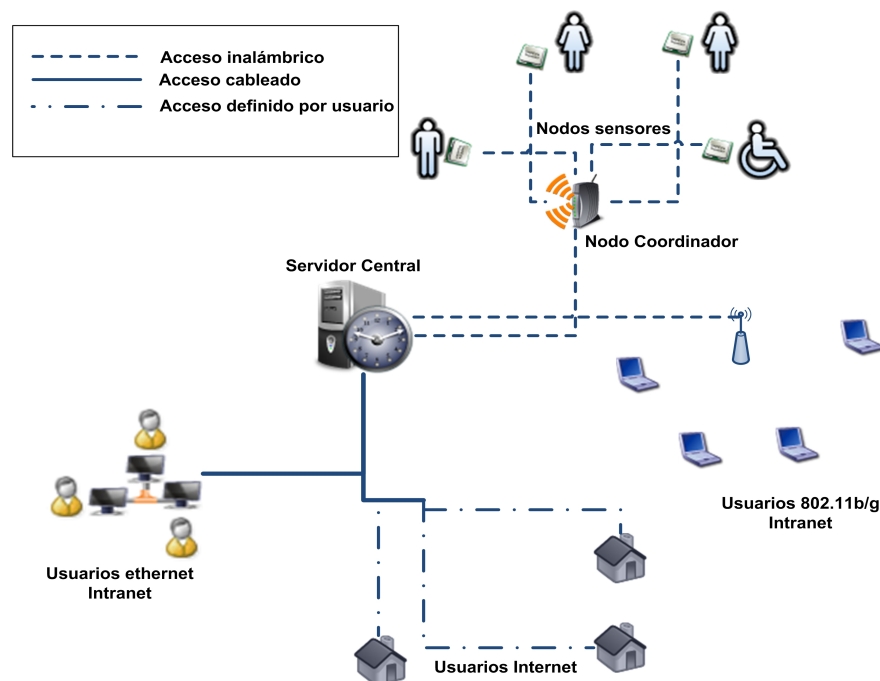 Acceso inalámbrico
Acceso cableado
Acceso definido por usuario
Nodos sensores
Nodo Coordinador
Servidor Central
Usuarios 802.11b/g
Intranet
Usuarios ethernet
Intranet
Usuarios Internet